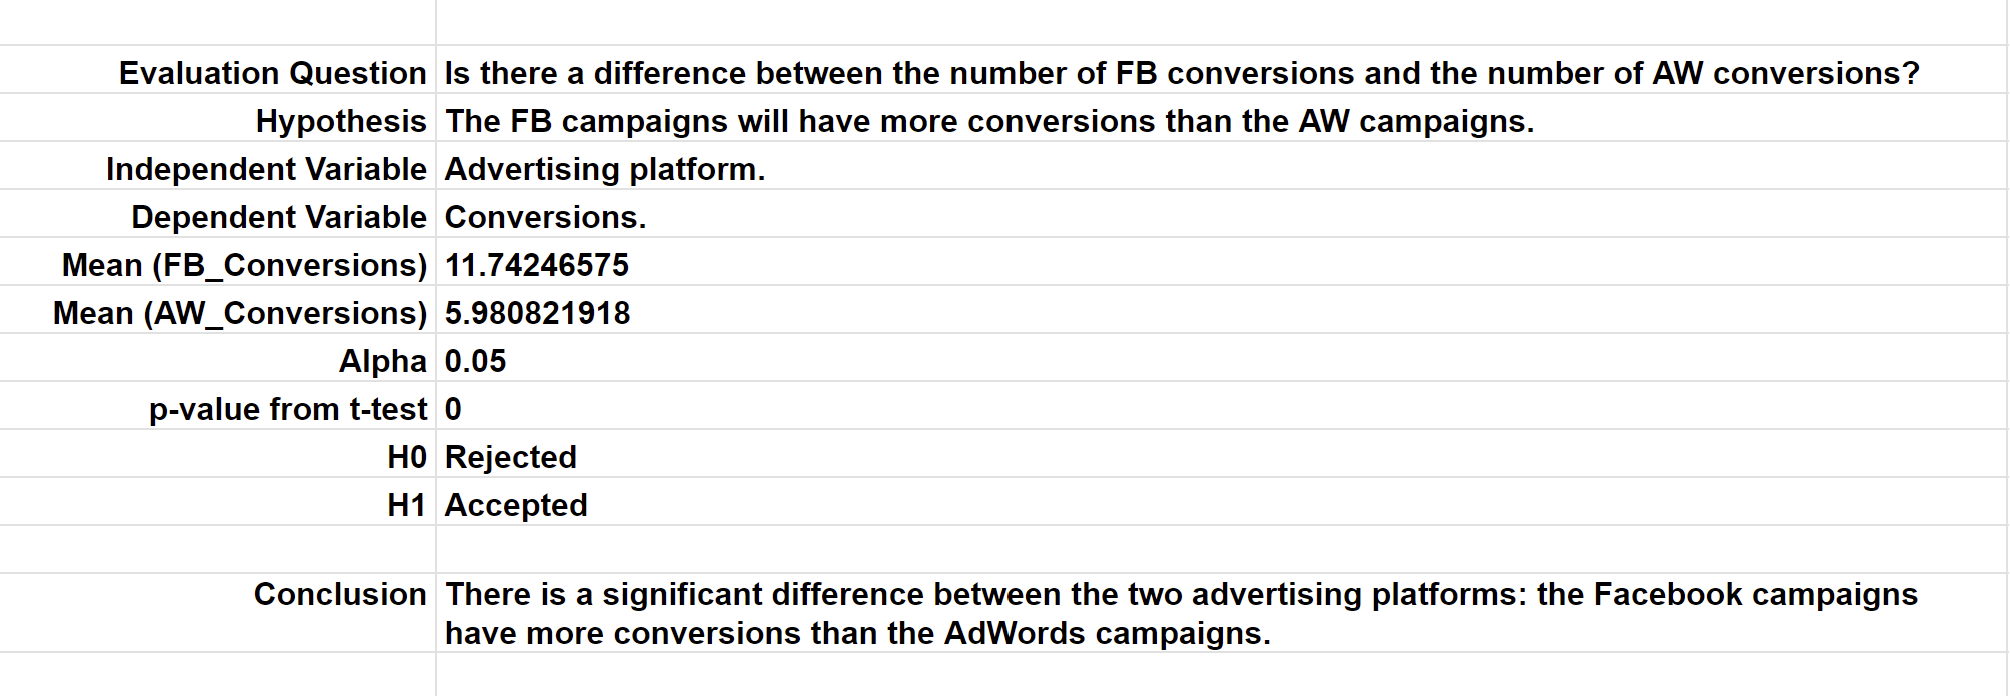 Evaluation Question Is there a difference between the number of FB conversions and the number of AW conversions?
Hypothesis The FB campaigns will have more conversions than the AW campaigns.
Independent Variable Advertising platform.
Dependent Variable Conversions.
Mean (FB_Conversions) 11.74246575
Mean (AW_Conversions) 5.980821918
Alpha 0.05
p-value from t-test 0
H0 Rejected
H1 Accepted
Conclusion There is a significant difference between the two advertising platforms: the Facebook campaigns
have more conversions than the AdWords campaigns.